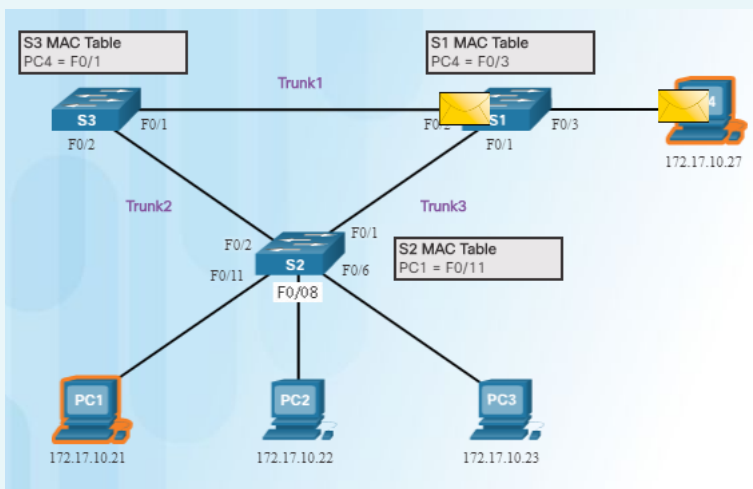 S3 MAC Table
PC4 = F0/1
S1 MAC Table
PC4 = F0/3
Trunk1
S3
F0/1
F0/2
S1
F0/3
F0/1
172.17.10.27
Trunk2
Trunk3
F0/2
F0/1
S2
F0/11
F0/6
F0/08
S2 MAC Table
PC1 = F0/11
PC1
PC2
PC3
172.17.10.21
172.17.10.22
172.17.10.23